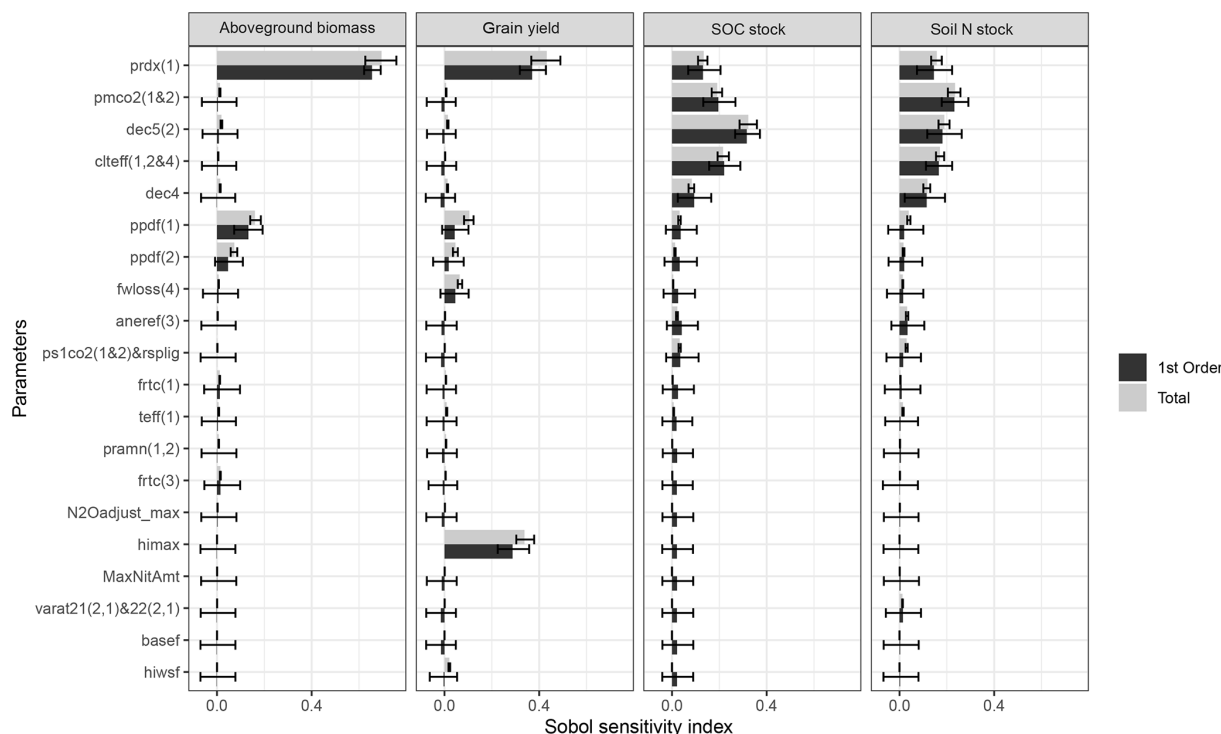 Aboveground biomass
Grain yield
SOC stock
Soil N stock
Parameters
prdx(1)
pmco2(1&2)
dec5(2)
clteff(1,2&4)
dec4
ppdf(1)
ppdf(2)
fwloss(4)
aneref(3)
ps1co2(1&2)&rsplig
frtc(1)
teff(1)
pramn(1,2)
frtc(3)
N2Oadjust_max
himax
MaxNitAmt
varat21(2,1)&22(2,1)
basef
hiwsf
0.0 0.4 0.0 0.4 0.0 0.4 0.0 0.4
Sobol sensitivity index
1st Order
Total